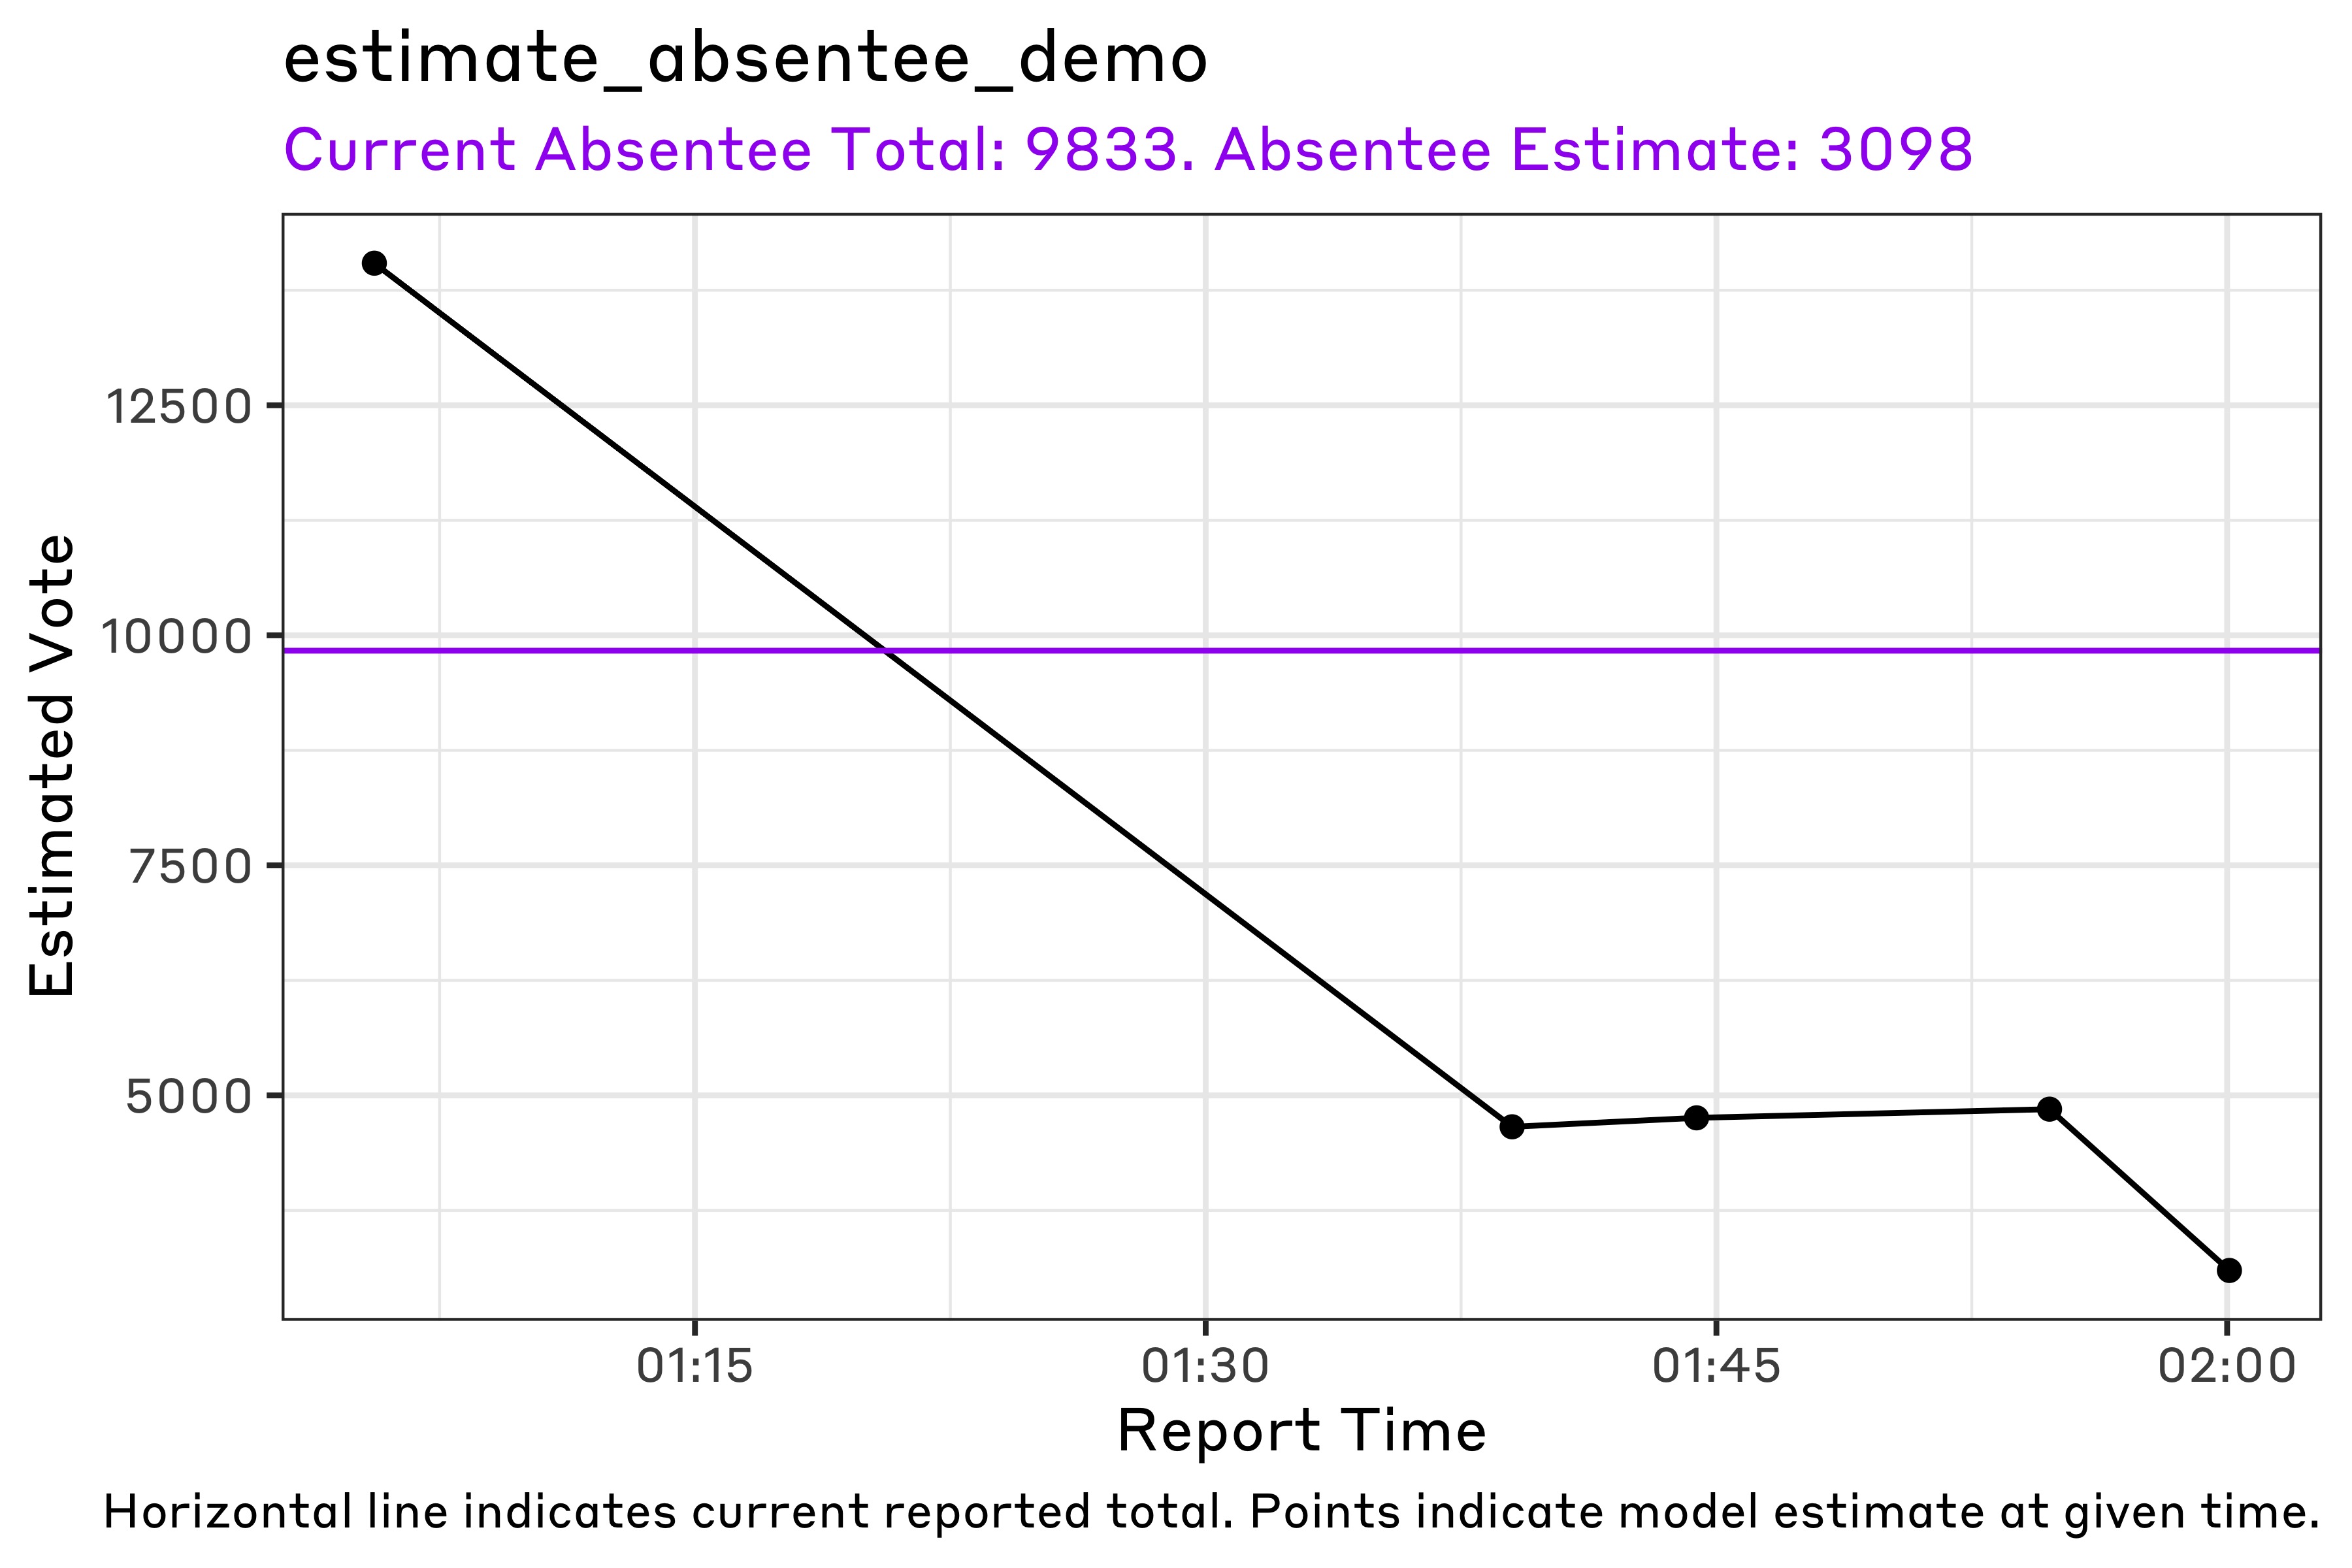 estimate_absentee_demo
Current Absentee Total: 9833. Absentee Estimate: 3098
Estimated Vote
12500
10000
7500
5000
01:15 01:30 01:45 02:00
Report Time
Horizontal line indicates current reported total. Points indicate model estimate at given time.